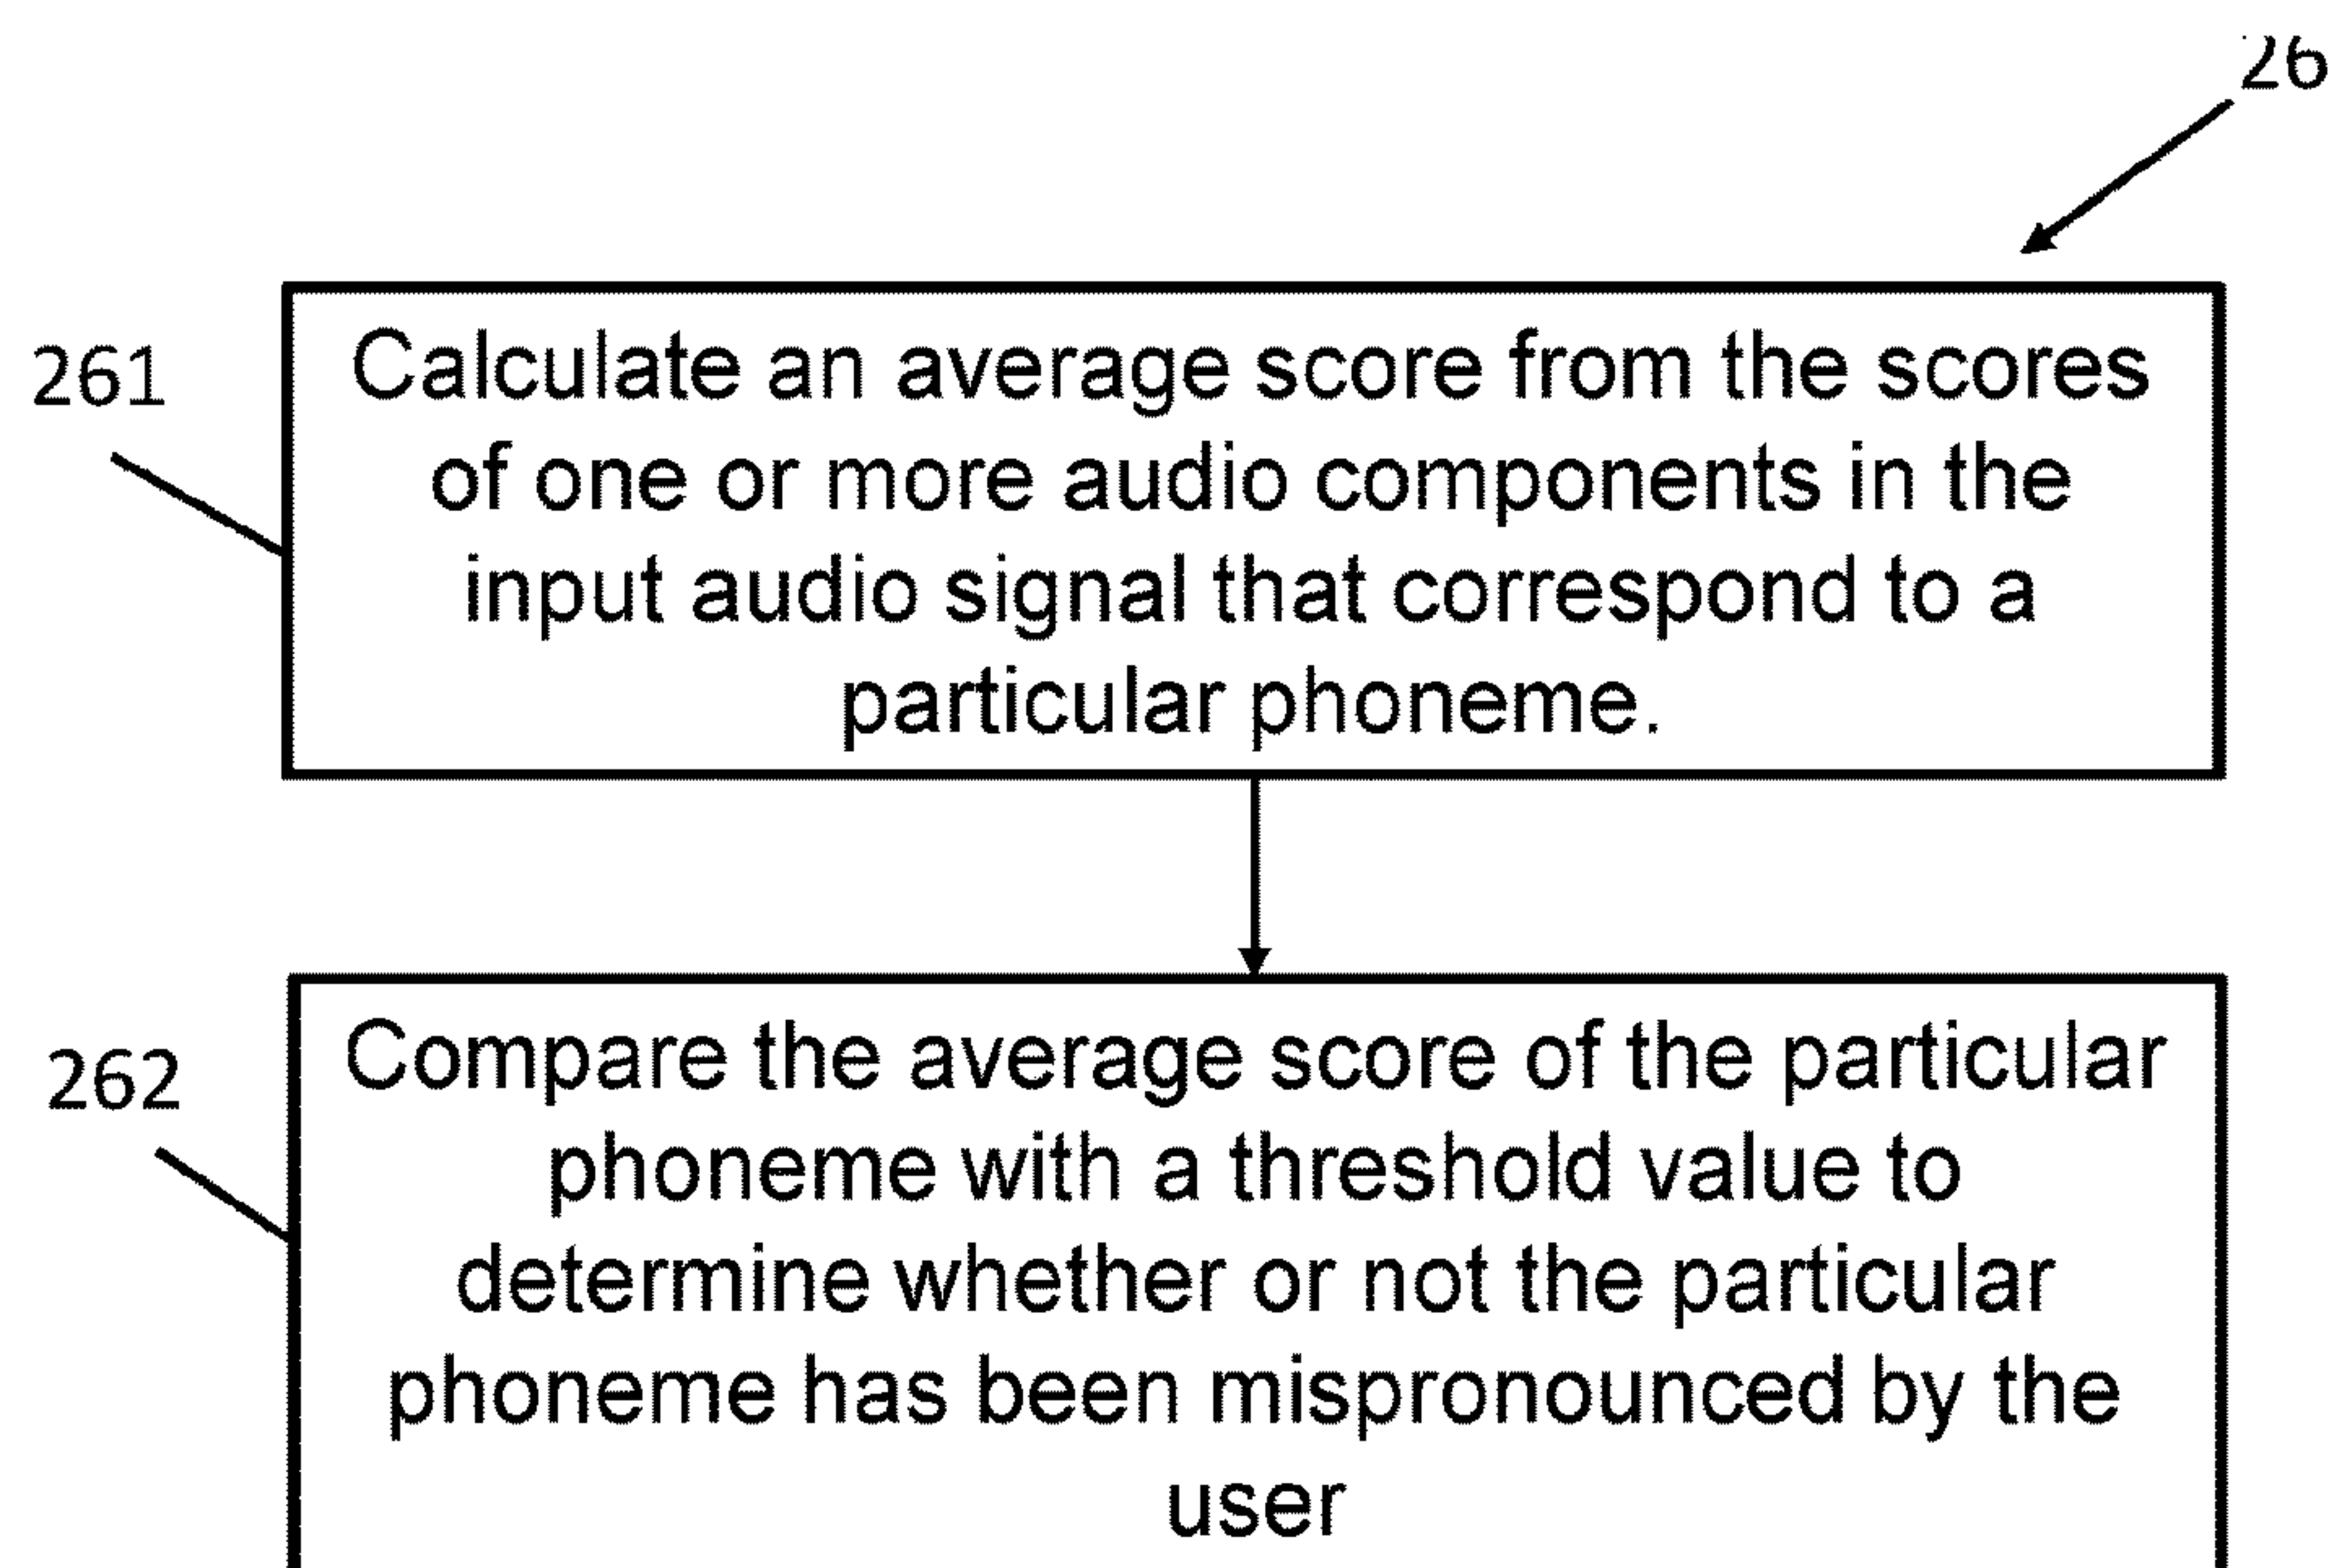 26
261
Calculate an average score from the scores
of one or more audio components in the
input audio signal that correspond to a
particular phoneme.
262
Compare the average score of the particular
phoneme with a threshold value to
determine whether or not the particular
phoneme has been mispronounced by the
user